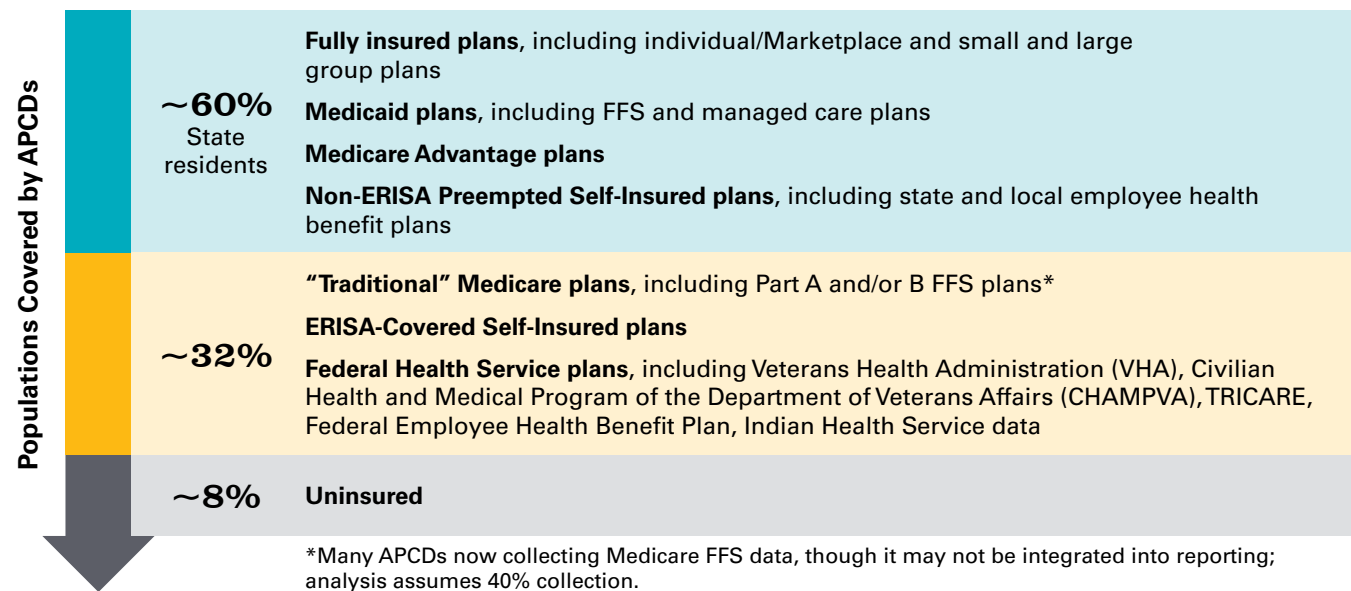 Populations Covered by APCDs
~60%
State
residents
Fully insured plans, including individual/Marketplace and small and large
group plans
Medicaid plans, including FFS and managed care plans
Medicare Advantage plans
Non-ERISA Preempted Self-Insured plans, including state and local employee health
benefit plans
~32%
“Traditional” Medicare plans, including Part A and/or B FFS plans*
ERISA-Covered Self-Insured plans
Federal Health Service plans, including Veterans Health Administration (VHA), Civilian
Health and Medical Program of the Department of Veterans Affairs (CHAMPVA), TRICARE,
Federal Employee Health Benefit Plan, Indian Health Service data
~8%
Uninsured
*Many APCDs now collecting Medicare FFS data, though it may not be integrated into reporting;
analysis assumes 40% collection.